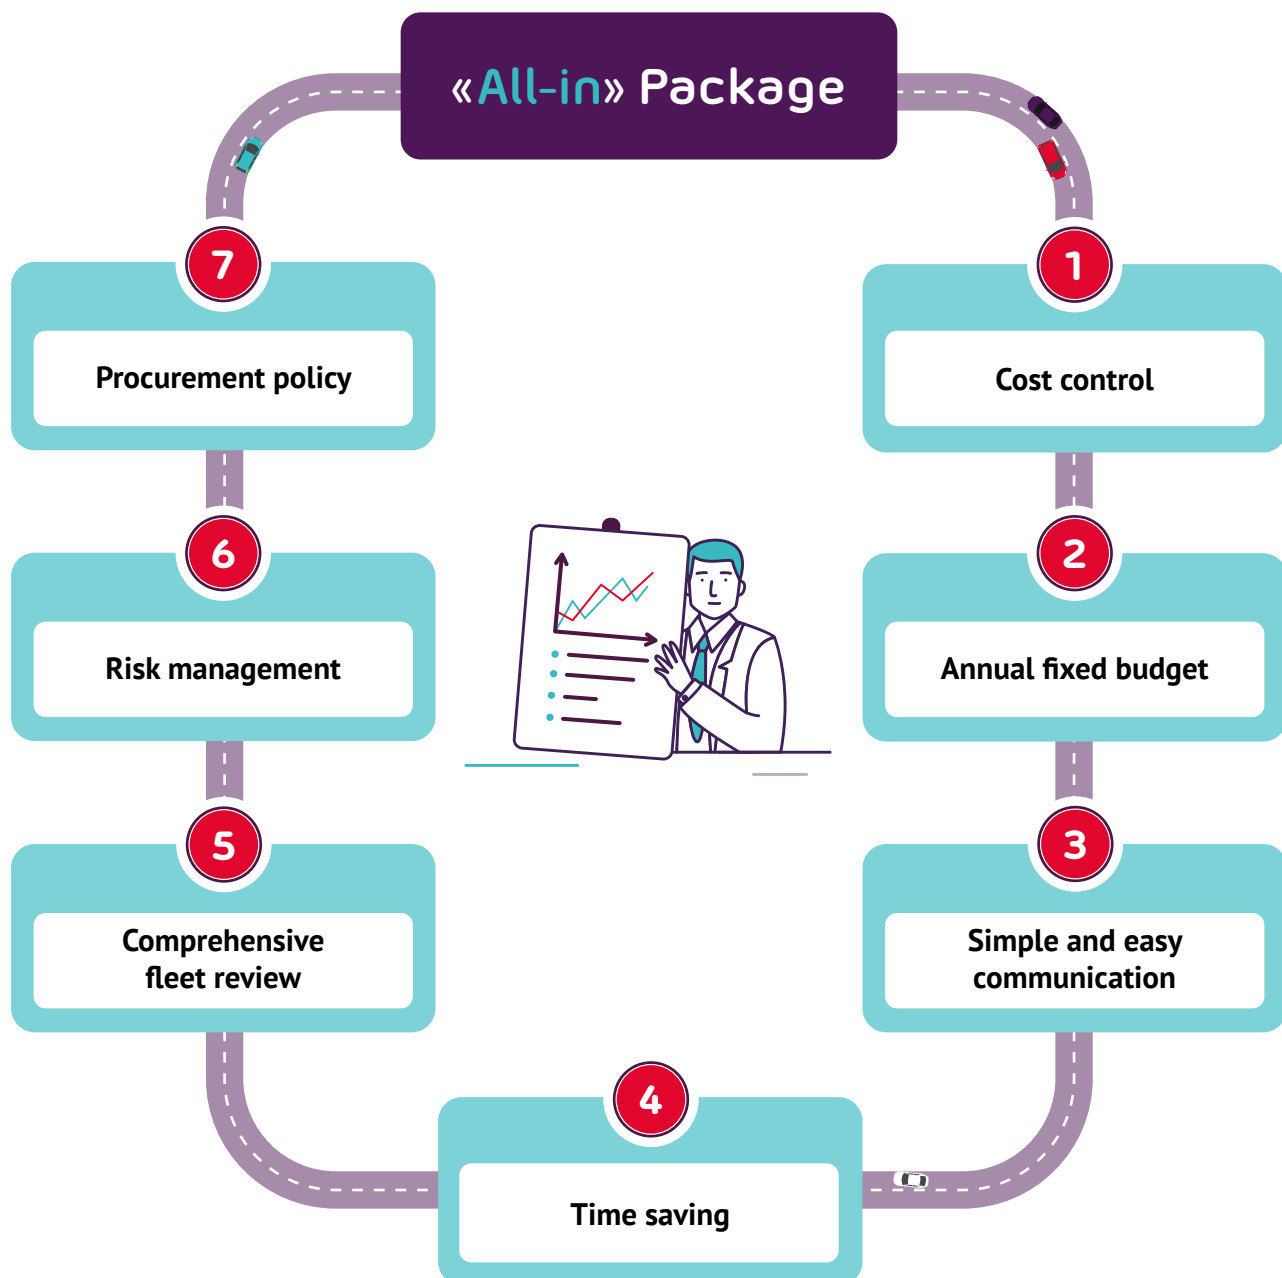 «All-in» Package
7
Procurement policy
1
Cost control
6
Risk management
2
Annual fixed budget
5
Comprehensive
fleet review
3
Simple and easy
communication
4
Time saving